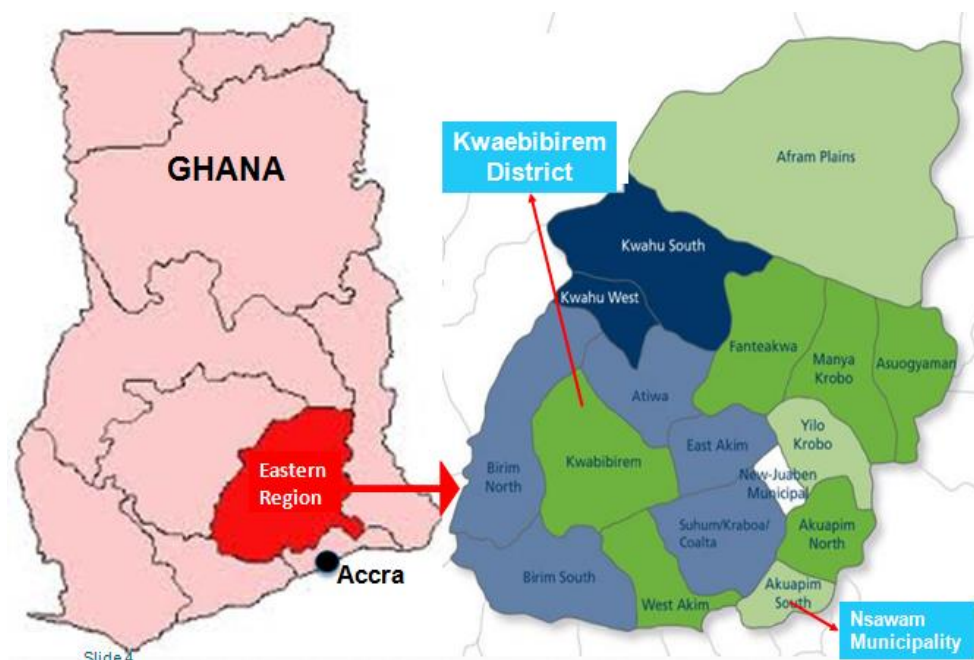 GHANA
Eastern
Region
Accra
Slide 4
Kwaebibirem
District
Afram Plains
Kwahu South
Kwahu West
Fanteakwa
Manya
Krobo
Asuogyaman
Atiwa
Yilo
Krobo
East Akim
Birim
North
Kwabibirem
New-Juaben
Municipal
Suhum/Kraboa/
Coalta
Akuapim
North
Birim South
West Akim
Akuapim
South
Nsawam
Municipality